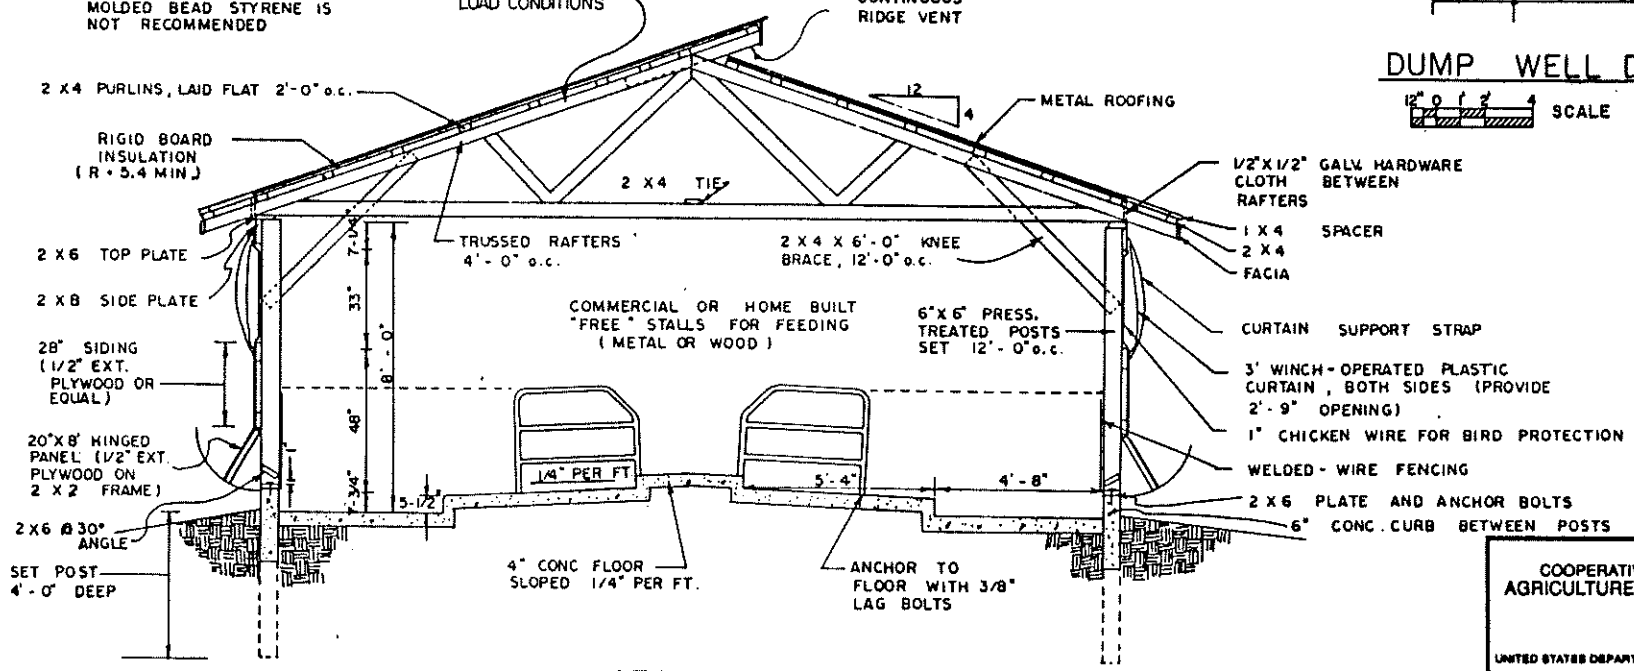 MOLDED BEAD STYRENE IS
NOT RECOMMENDED
LOAD CONDITIONS
CONTINUOUS
RIDGE VENT
DUMP WELL D
12" 0 1' 2' 4 SCALE
2 X 4 PURLINS, LAID FLAT 2'-0" o.c.
12
4
METAL ROOFING
RIGID BOARD
INSULATION
(R = 5.4 MIN.)
2 X 4 TIE
1/2" X 1/2" GALV. HARDWARE
CLOTH BETWEEN
RAFTERS
1 X 4 SPACER
2 X 4
FACIA
2 X 6 TOP PLATE
2 X 8 SIDE PLATE
7-1/4"
33"
8'-0"
48"
7-3/4"
TRUSSED RAFTERS
4'-0" o.c.
2 X 4 X 6'-0" KNEE
BRACE, 12'-0" o.c.
COMMERCIAL OR HOME BUILT
"FREE" STALLS FOR FEEDING
(METAL OR WOOD)
6" X 6" PRESS.
TREATED POSTS
SET 12'-0" o.c.
CURTAIN SUPPORT STRAP
28" SIDING
(1/2" EXT.
PLYWOOD OR
EQUAL)
3' WINCH-OPERATED PLASTIC
CURTAIN, BOTH SIDES (PROVIDE
2'-9" OPENING)
20" X 8' HINGED
PANEL (1/2" EXT.
PLYWOOD ON
2 X 2 FRAME)
1" CHICKEN WIRE FOR BIRD PROTECTION
WELDED-WIRE FENCING
1/4" PER FT
5-1/2"
5'-4"
4'-8"
2 X 6 PLATE AND ANCHOR BOLTS
6" CONC. CURB BETWEEN POSTS
2 X 6 @ 30°
ANGLE
SET POST
4'-0" DEEP
4" CONC FLOOR
SLOPED 1/4" PER FT.
ANCHOR TO
FLOOR WITH 3/8"
LAG BOLTS
COOPERATIV
AGRICULTURE
UNITED STATES DEPART